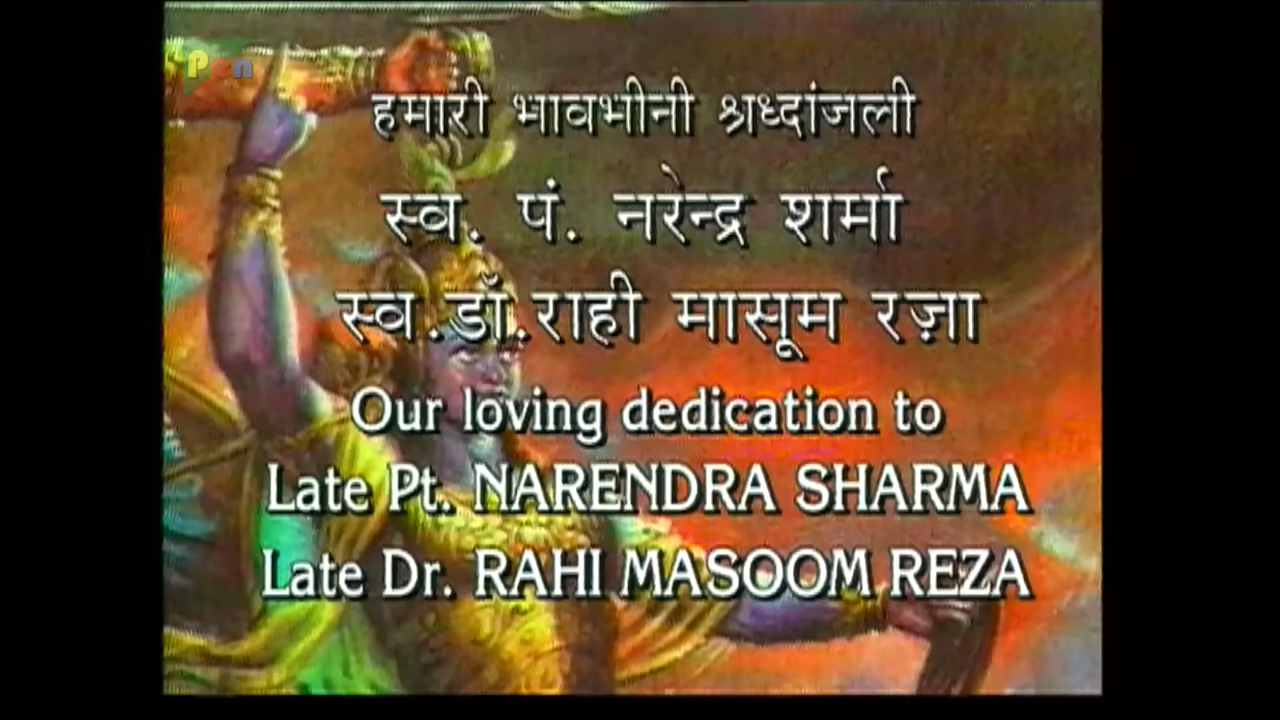 Pen
हमारी भावभीनी श्रध्दांजली
स्व. पं. नरेन्द्र शर्मा
स्व.डॉ.राही मासूम रज़ा
Our loving dedication to
Late Pt. NARENDRA SHARMA
Late Dr. RAHI MASOOM REZA